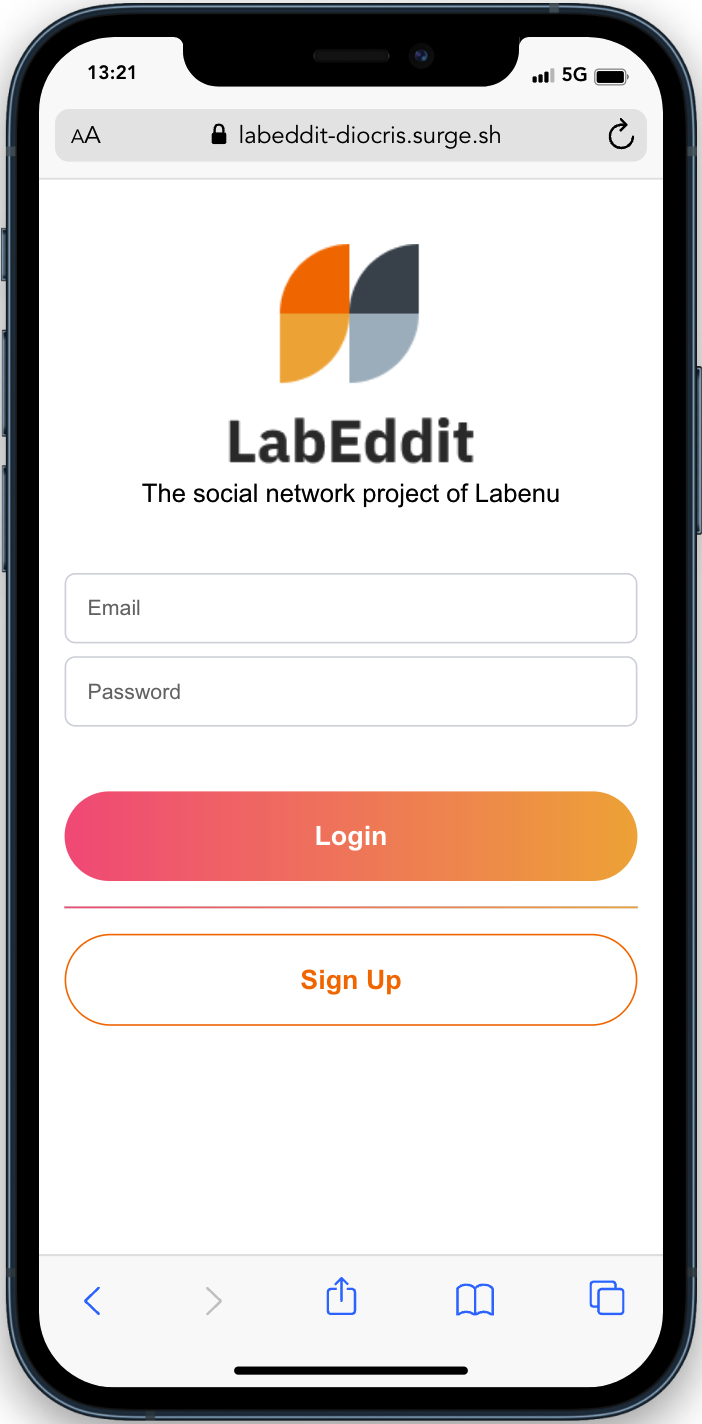 13:21
5G
AA
labeddit-diocris.surge.sh
LabEddit
The social network project of Labenu
Email
Password
Login
Sign Up